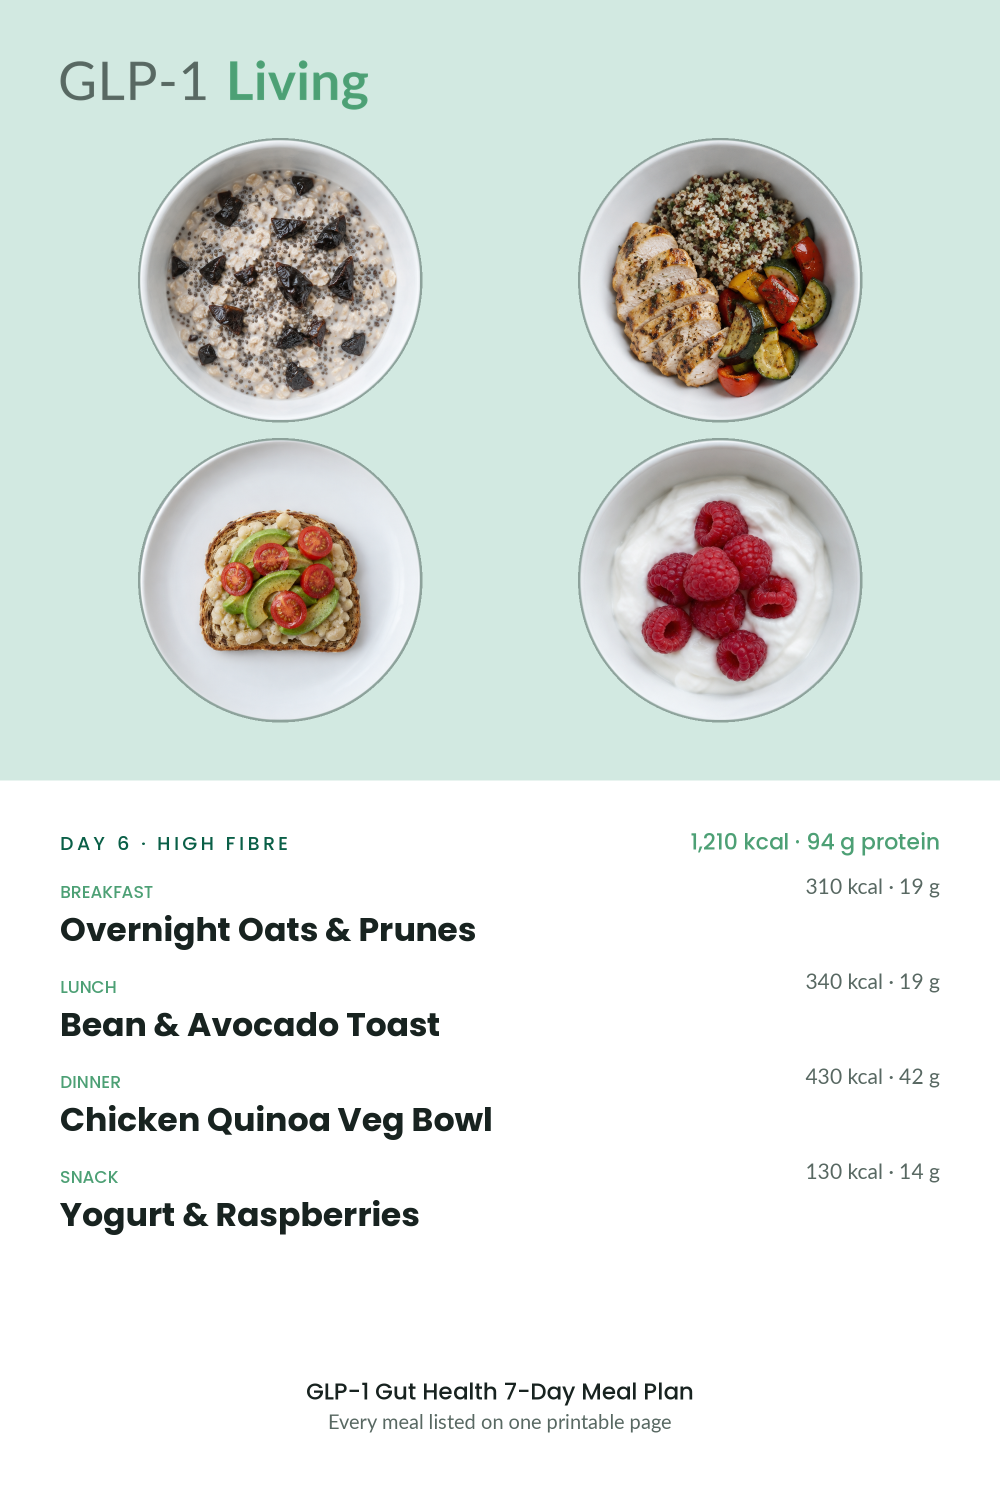 GLP-1 Living
DAY 6 · HIGH FIBRE
1,210 kcal · 94 g protein
BREAKFAST
310 kcal · 19 g
Overnight Oats & Prunes
LUNCH
340 kcal · 19 g
Bean & Avocado Toast
DINNER
430 kcal · 42 g
Chicken Quinoa Veg Bowl
SNACK
130 kcal · 14 g
Yogurt & Raspberries
GLP-1 Gut Health 7-Day Meal Plan
Every meal listed on one printable page